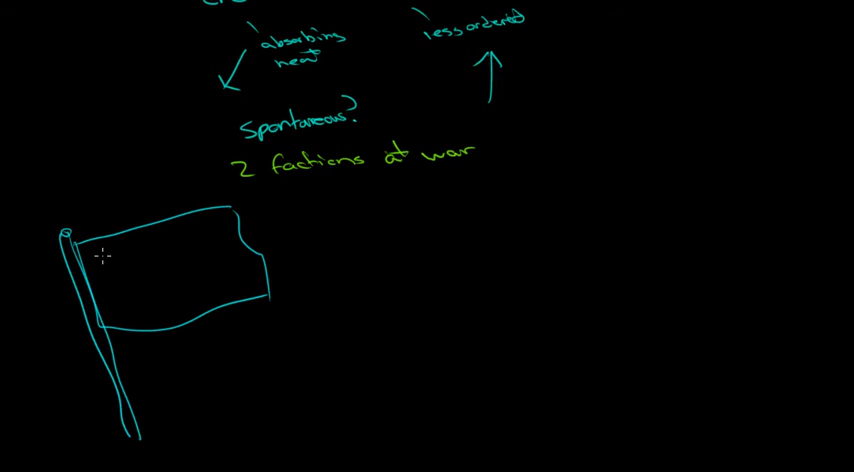 absorbing
heat
less ordered
spontaneous?
2 factions at war